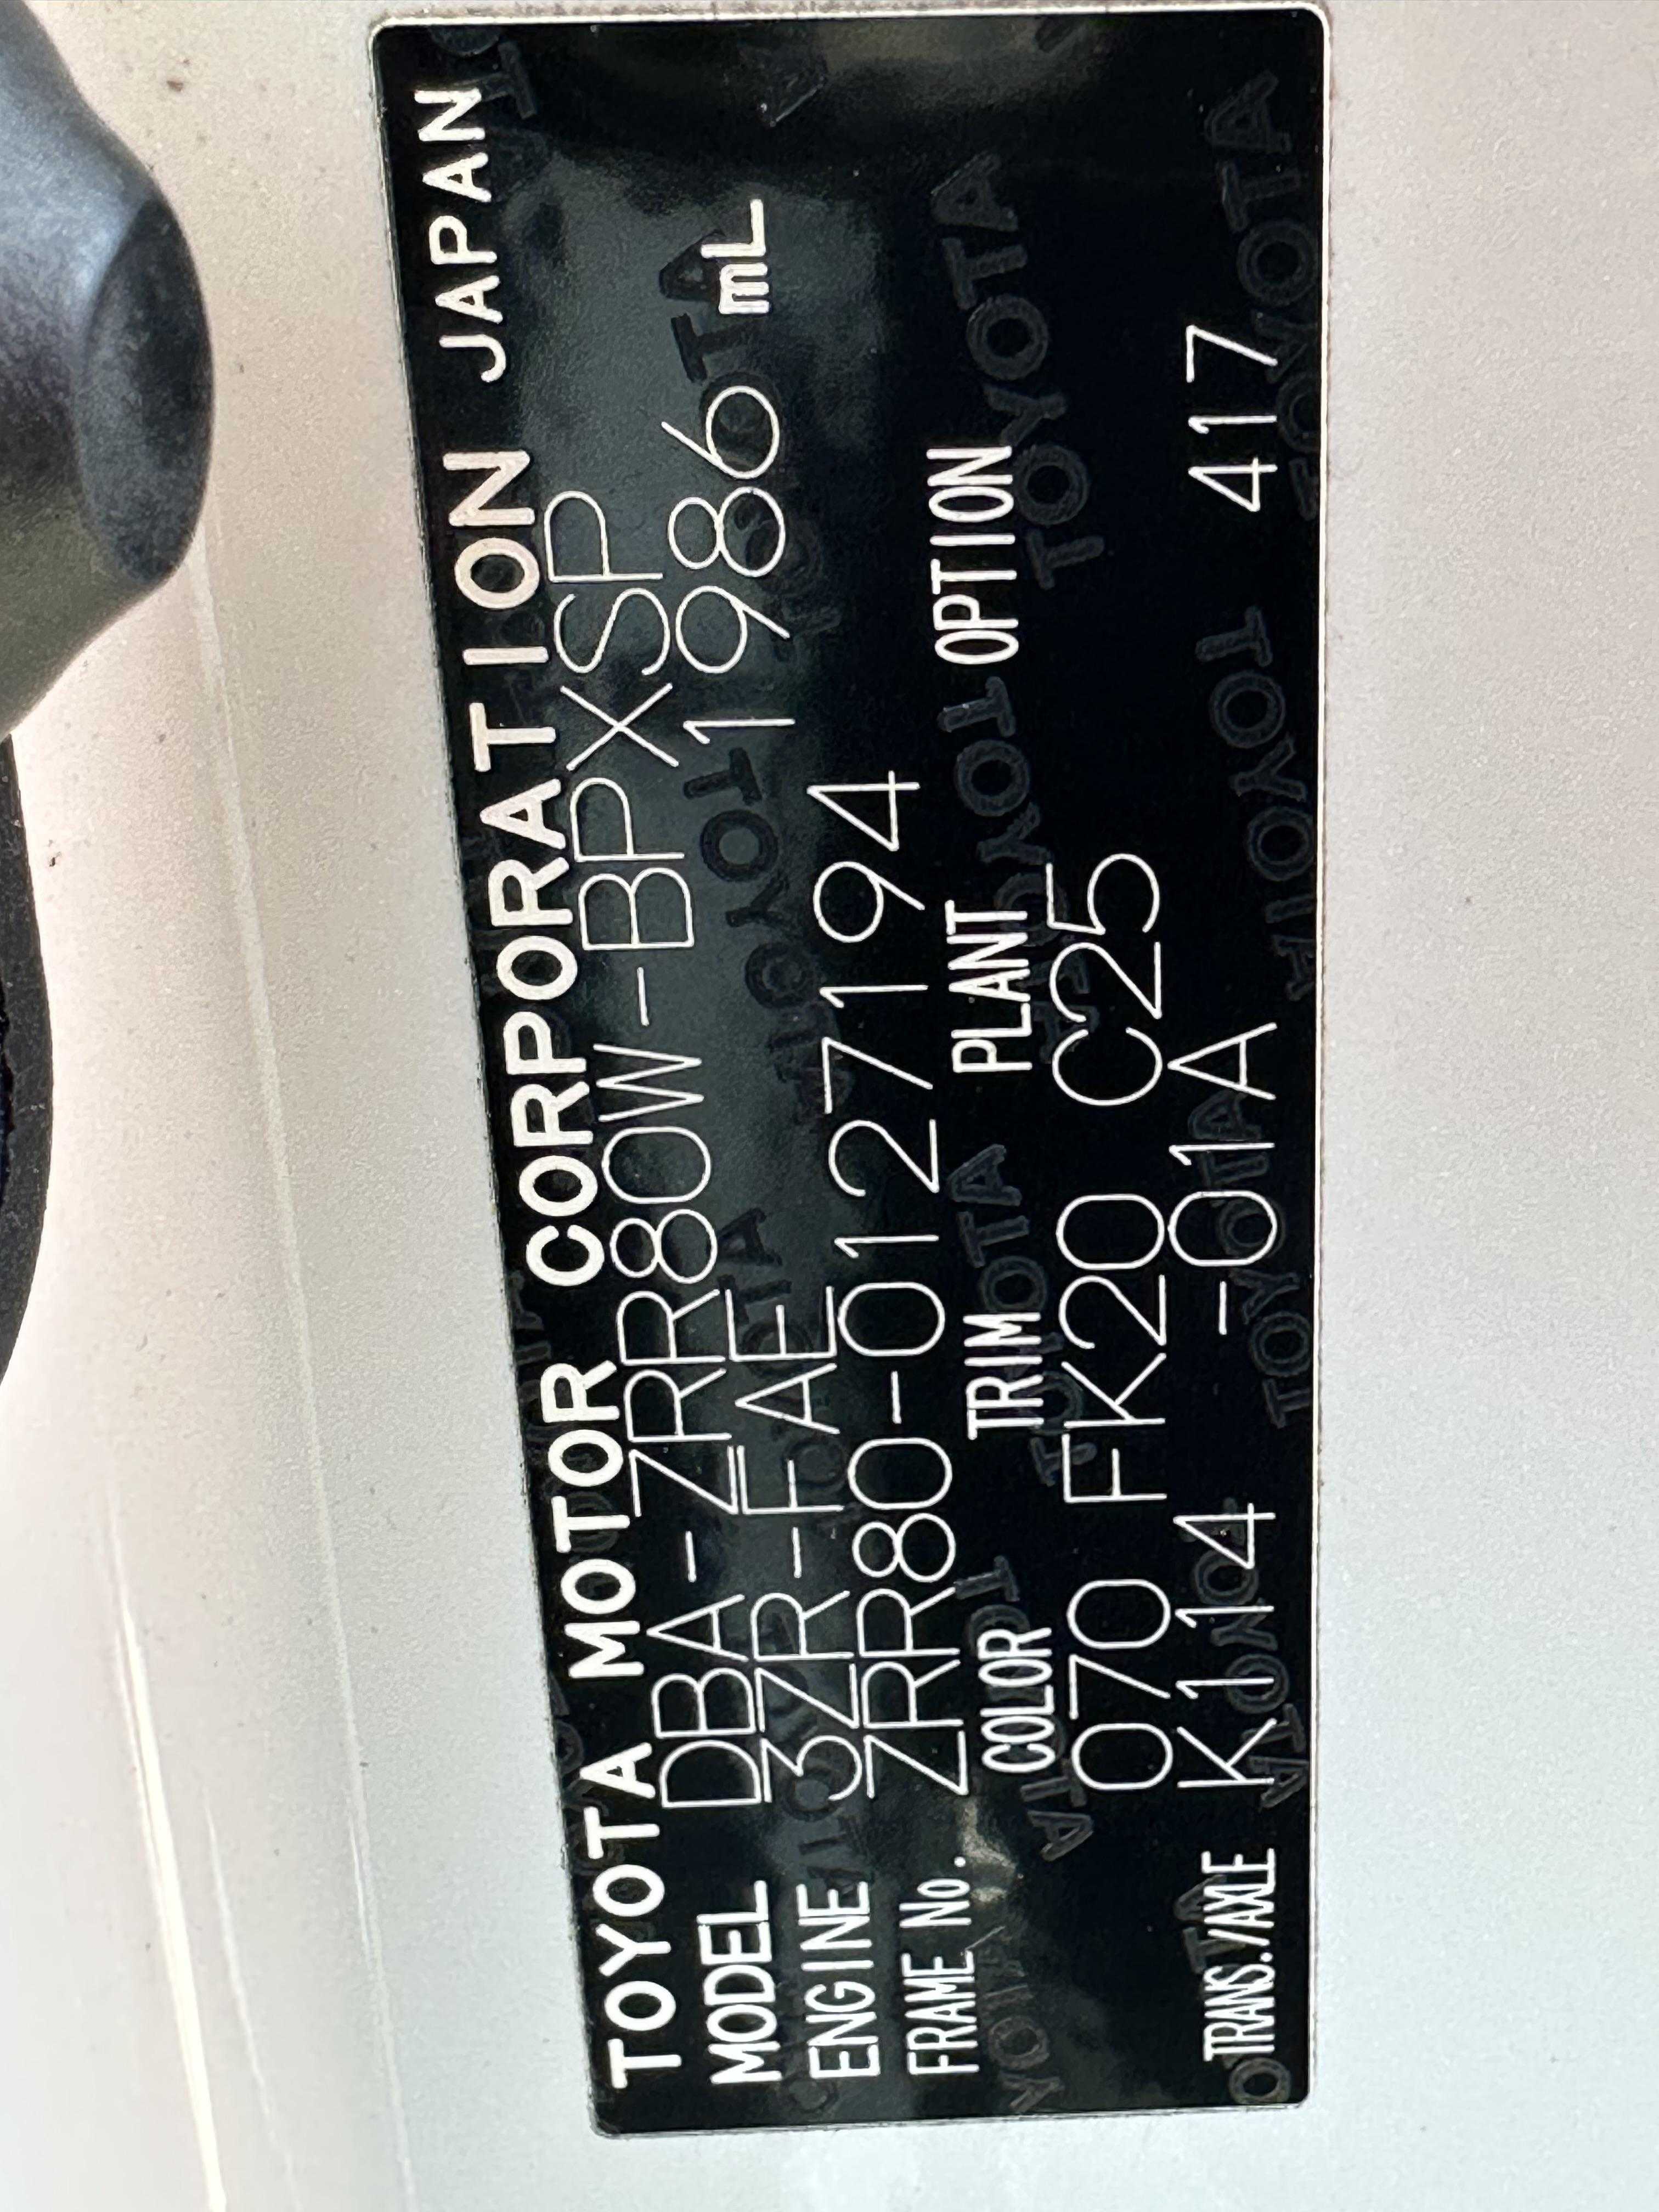 TOYOTA MOTOR CORPORATION JAPAN
MODEL DBA-ZRR80W-BPXSP
ENGINE 3ZR-FAE 1986 mL
FRAME No. ZRR80-0127194
COLOR TRIM PLANT OPTION
070 FK20 C25
TRANS./AXLE K114 -01A 417